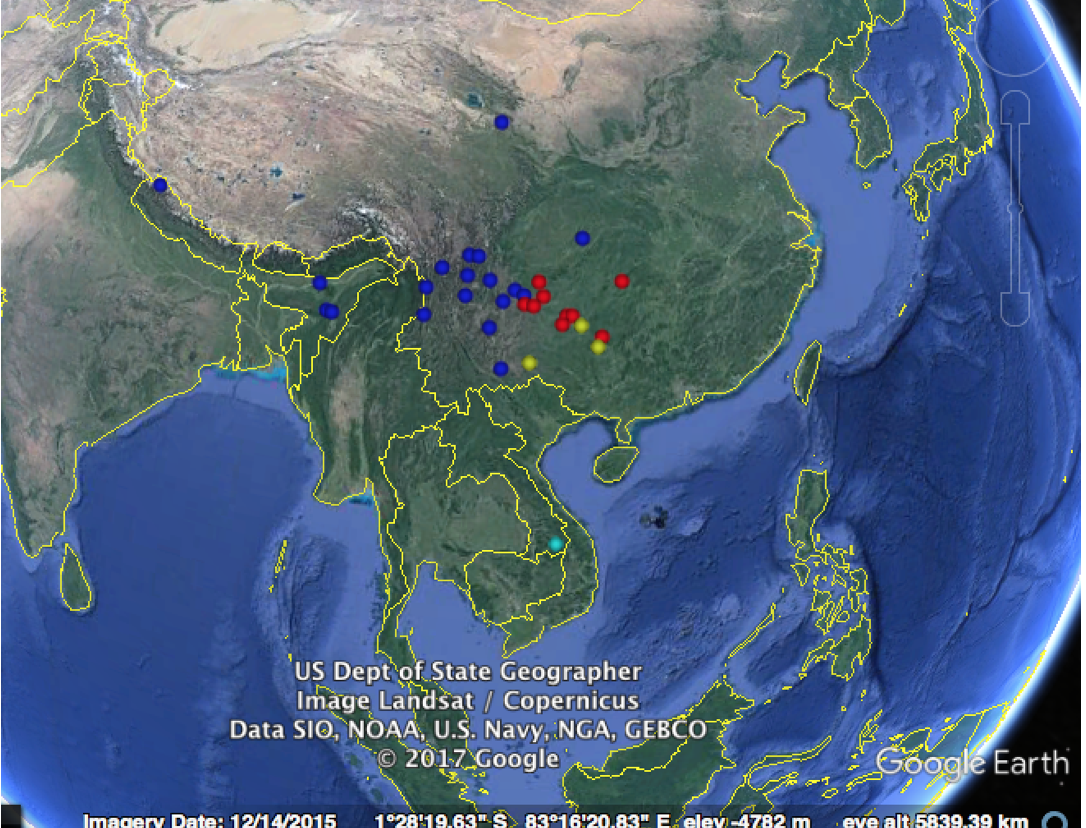 US Dept of State Geographer
Image Landsat / Copernicus
Data SIO, NOAA, U.S. Navy, NGA, GEBCO
© 2017 Google
Google Earth
Imagery Date: 12/14/2015 1°28'19.63" S 83°16'20.83" E elev -4782 m eye alt 5839.39 km